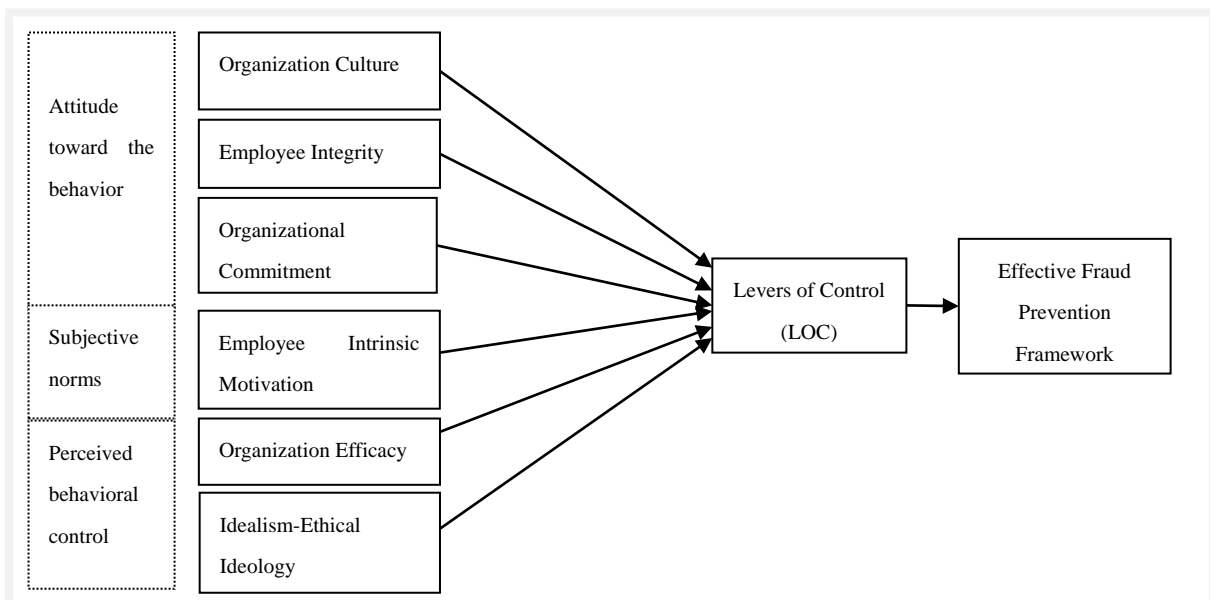 Attitude
toward the
behavior
Subjective
norms
Perceived
behavioral
control
Organization Culture
Employee Integrity
Organizational
Commitment
Employee Intrinsic
Motivation
Organization Efficacy
Idealism-Ethical
Ideology
Levers of Control
(LOC)
Effective Fraud
Prevention
Framework